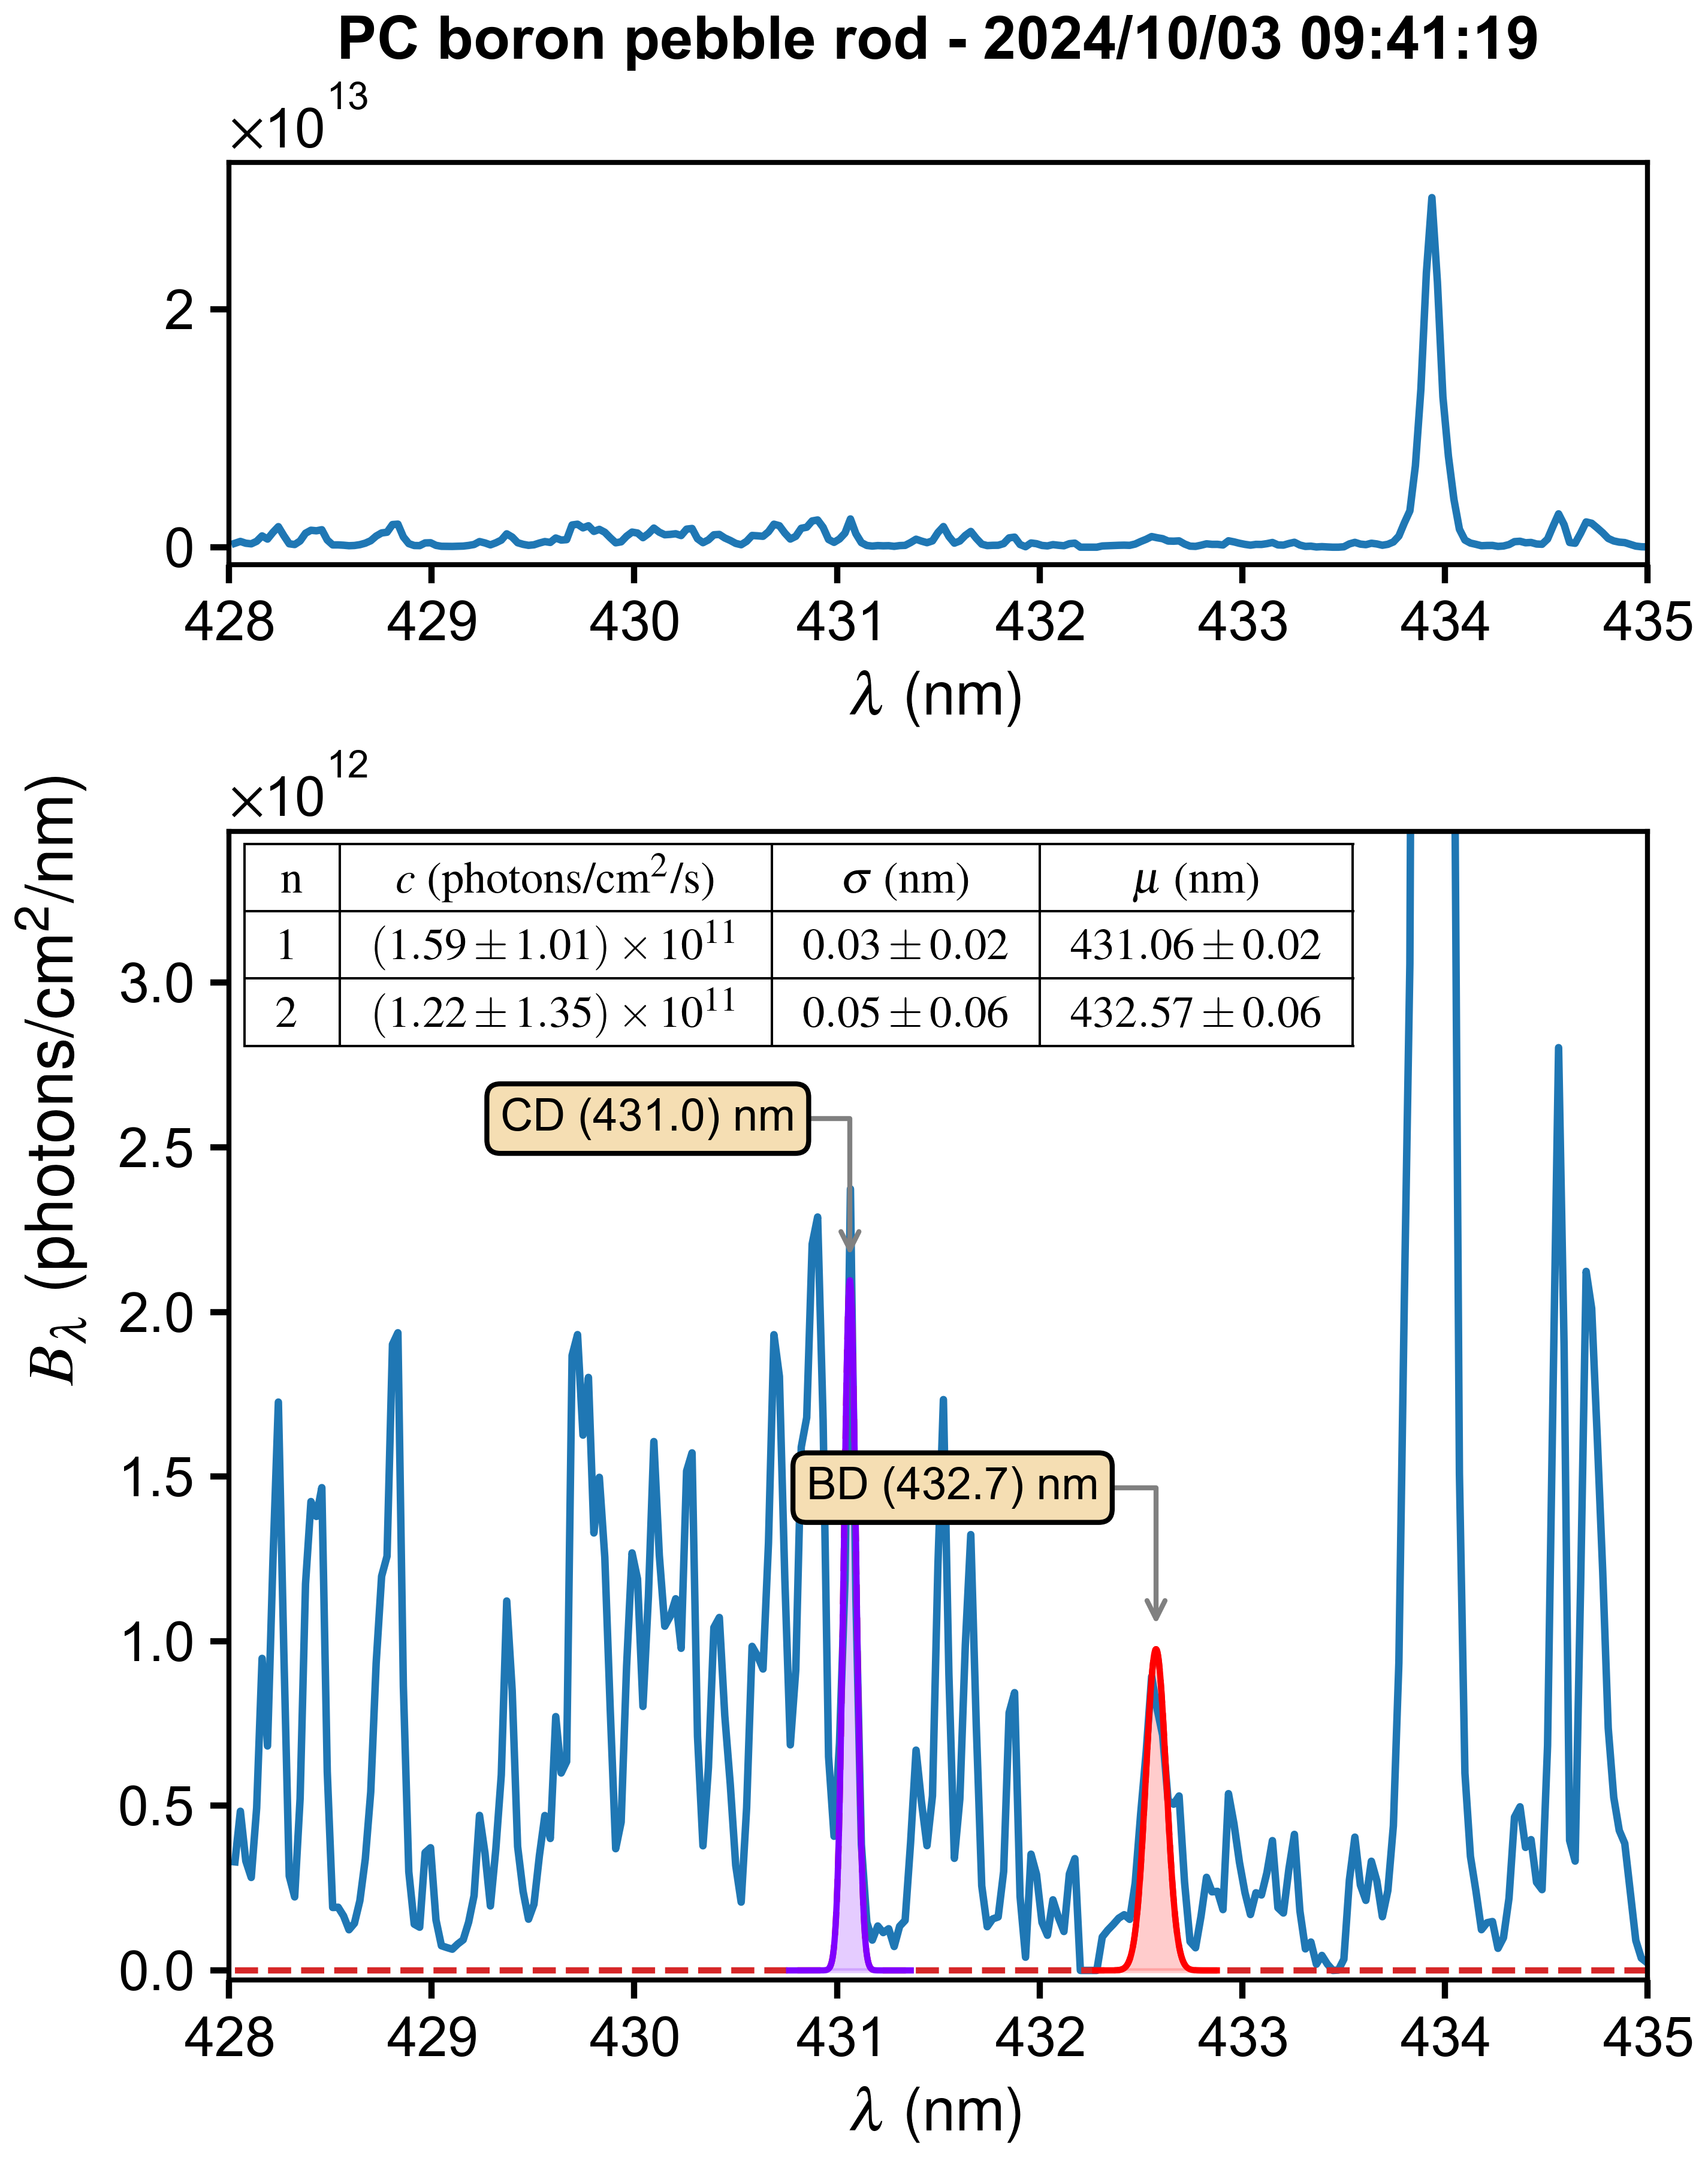 PC boron pebble rod - 2024/10/03 09:41:19
×10^13
2
0
428 429 430 431 432 433 434 435
λ (nm)
×10^12
B_λ (photons/cm²/nm)
n c (photons/cm²/s) σ (nm) μ (nm)
1 (1.59 ± 1.01) × 10^11 0.03 ± 0.02 431.06 ± 0.02
2 (1.22 ± 1.35) × 10^11 0.05 ± 0.06 432.57 ± 0.06
3.0
CD (431.0) nm
2.5
2.0
1.5
BD (432.7) nm
1.0
0.5
0.0
428 429 430 431 432 433 434 435
λ (nm)